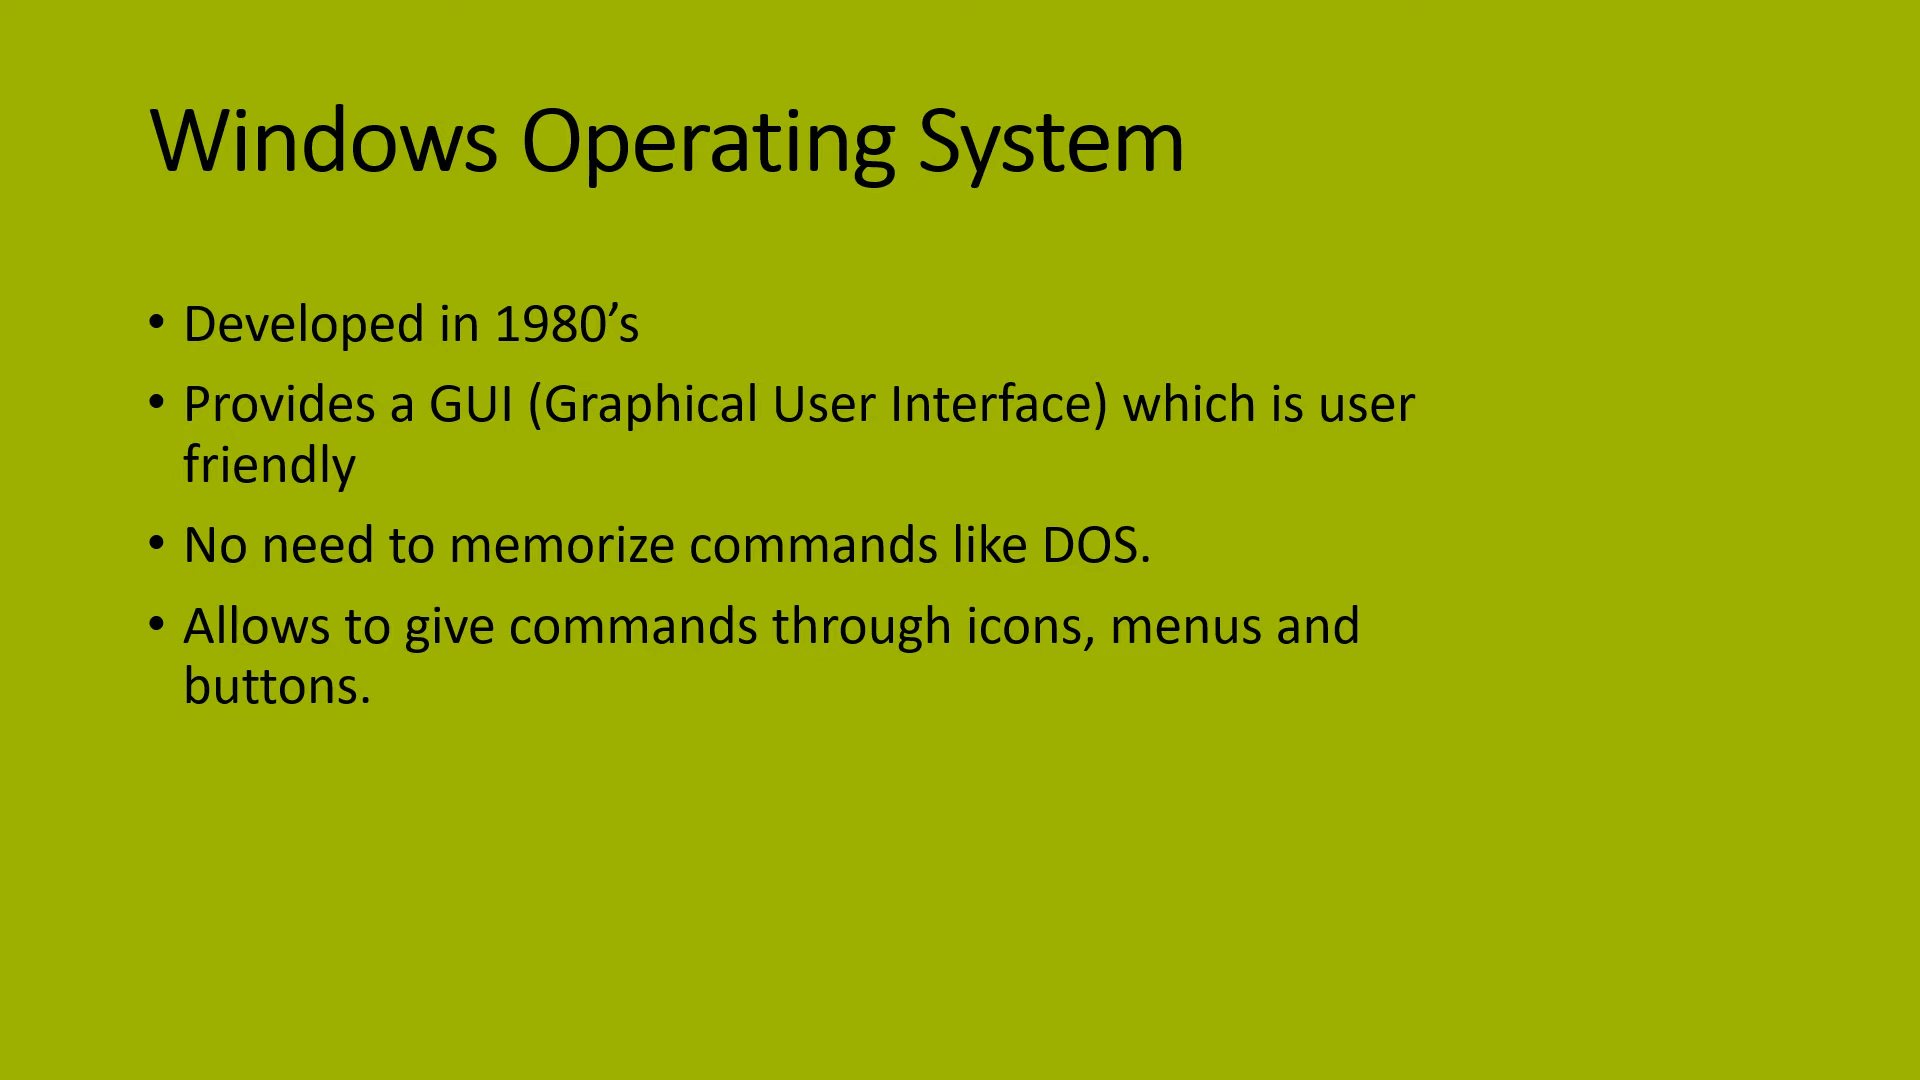 Windows Operating System
• Developed in 1980’s
• Provides a GUI (Graphical User Interface) which is user
friendly
• No need to memorize commands like DOS.
• Allows to give commands through icons, menus and
buttons.